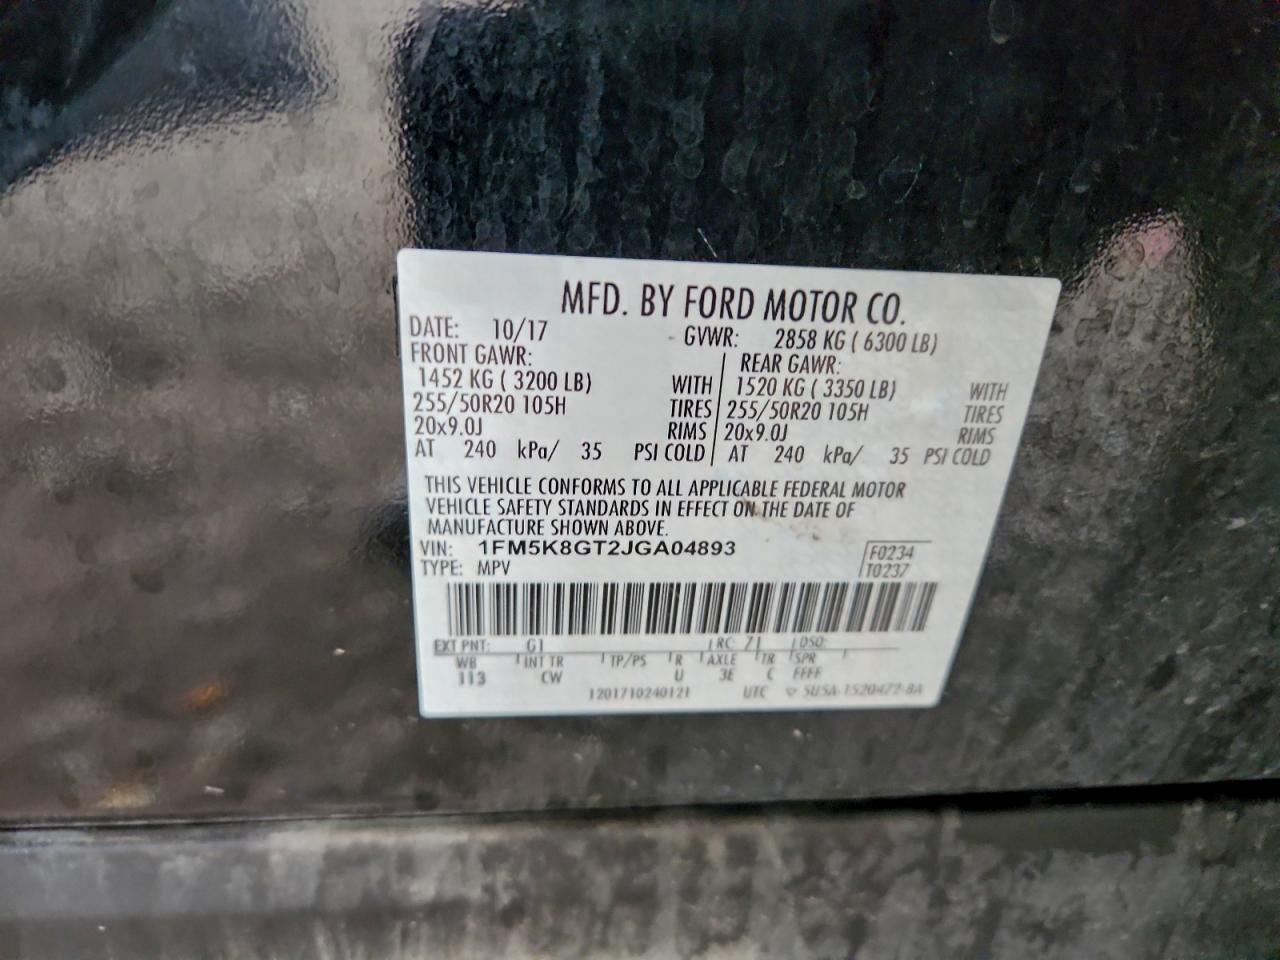 MFD. BY FORD MOTOR CO.
DATE: 10/17 GVWR: 2858 KG ( 6300 LB)
FRONT GAWR: REAR GAWR:
1452 KG ( 3200 LB) WITH 1520 KG ( 3350 LB) WITH
255/50R20 105H TIRES 255/50R20 105H TIRES
20x9.0J RIMS 20x9.0J RIMS
AT 240 kPa/ 35 PSI COLD AT 240 kPa/ 35 PSI COLD
THIS VEHICLE CONFORMS TO ALL APPLICABLE FEDERAL MOTOR
VEHICLE SAFETY STANDARDS IN EFFECT ON THE DATE OF
MANUFACTURE SHOWN ABOVE.
VIN: 1FM5K8GT2JGA04893 F0234
TYPE: MPV T0237
EXT PNT: G1 RC: 71 DSO:
WB INT TR TP/PS R AXLE TR SPR
113 CW U 3E C FFFF
1201710240121 UTC 5U5A-1520472-BA